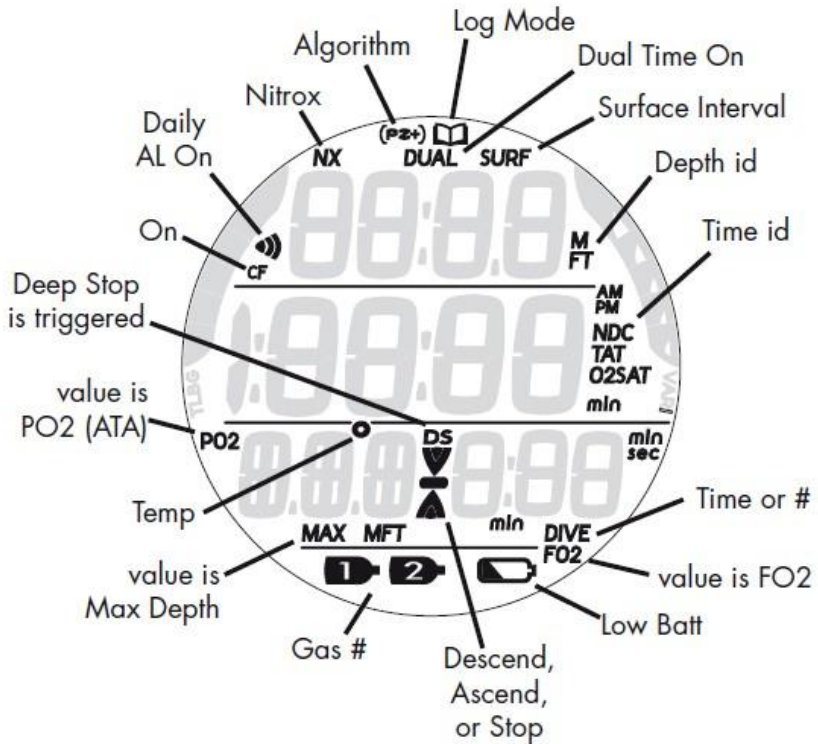 Log Mode
Algorithm
Dual Time On
Nitrox
Surface Interval
Daily
AL On
(PZ+)
NX
DUAL
SURF
Depth id
On
CF
M
FT
Time id
Deep Stop
is triggered
AM
PM
NDC
TAT
O2SAT
min
TLBG
VARI
value is
PO2 (ATA)
PO2
DS
min
sec
Temp
min
Time or #
MAX MFT
DIVE
FO2
value is
Max Depth
1 2
value is FO2
Low Batt
Gas #
Descend,
Ascend,
or Stop